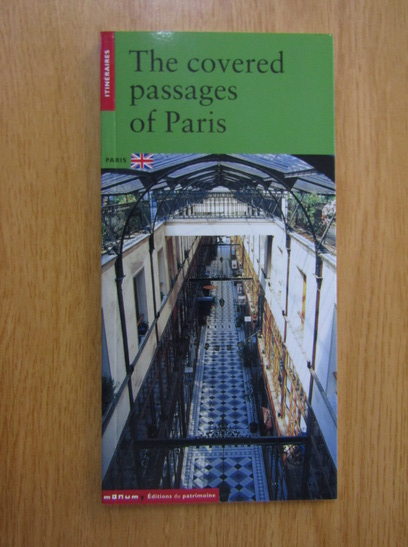 ITINÉRAIRES
The covered
passages
of Paris
PARIS
monum, Éditions du patrimoine